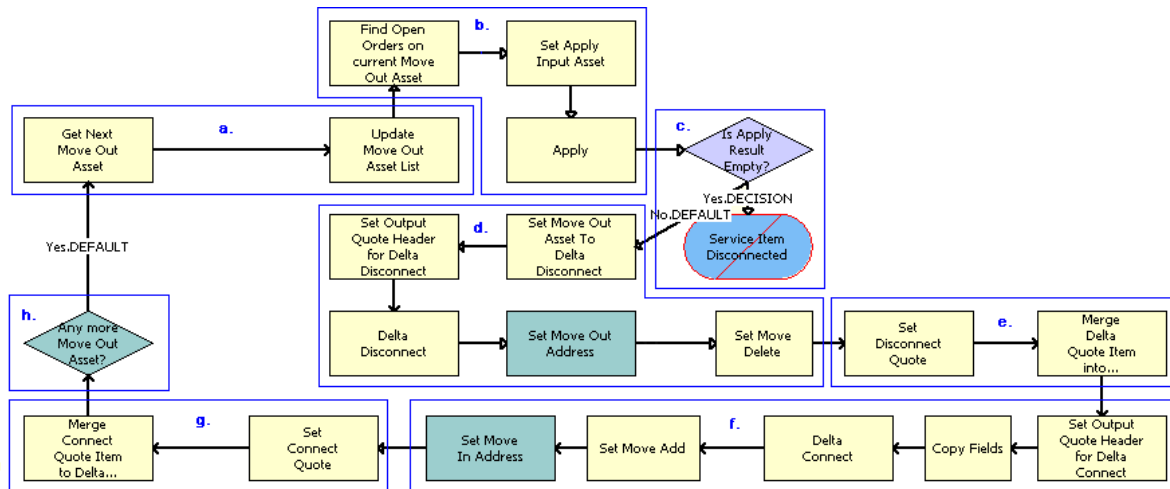 Find Open
Orders on
current Move
Out Asset
b.
Set Apply
Input Asset
Get Next
Move Out
Asset
a.
Update
Move Out
Asset List
Apply
c.
Is Apply
Result
Empty?
Yes.DECISION
No.DEFAULT
Service Item
Disconnected
Set Output
Quote Header
for Delta
Disconnect
d.
Set Move Out
Asset To
Delta
Disconnect
Yes.DEFAULT
h.
Any more
Move Out
Asset?
Delta
Disconnect
Set Move Out
Address
Set Move
Delete
Set
Disconnect
Quote
e.
Merge
Delta
Quote Item
into...
g.
Merge
Connect
Quote Item
to Delta...
Set
Connect
Quote
Set Move
In Address
Set Move Add
f.
Delta
Connect
Copy Fields
Set Output
Quote Header
for Delta
Connect